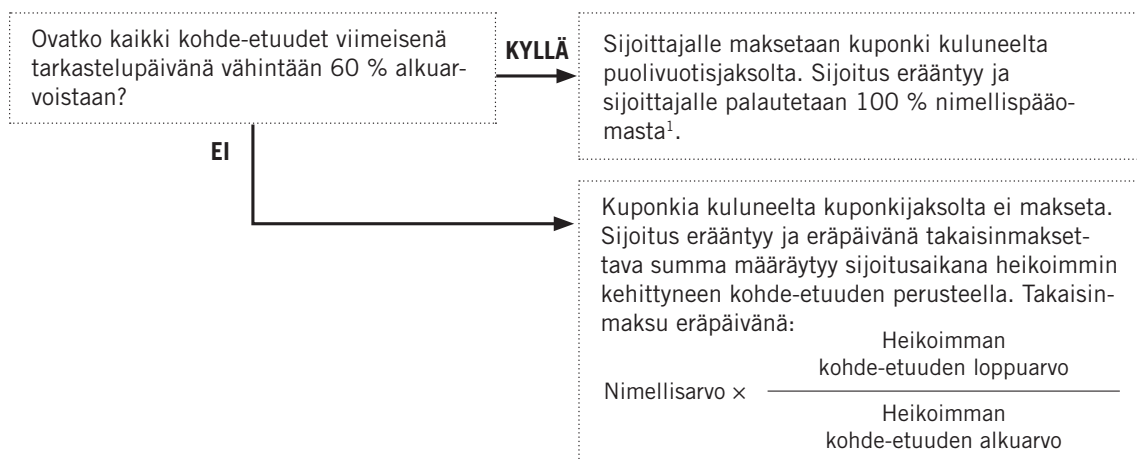 Ovatko kaikki kohde-etuudet viimeisenä
tarkastelupäivänä vähintään 60 % alkuar-
voistaan?
KYLLÄ
Sijoittajalle maksetaan kuponki kuluneelta
puolivuotisjaksolta. Sijoitus erääntyy ja
sijoittajalle palautetaan 100 % nimellispääo-
masta¹.
EI
Kuponkia kuluneelta kuponkijaksolta ei makseta.
Sijoitus erääntyy ja eräpäivänä takaisinmakset-
tava summa määräytyy sijoitusaikana heikoimmin
kehittyneen kohde-etuuden perusteella. Takaisin-
maksu eräpäivänä:
Heikoimman
kohde-etuuden loppuarvo
Nimellisarvo ×
Heikoimman
kohde-etuuden alkuarvo